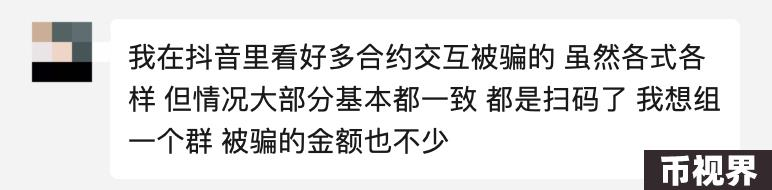 我在抖音里看好多合约交互被骗的 虽然各式各
样 但情况大部分基本都一致 都是扫码了 我想组
一个群 被骗的金额也不少
币视界